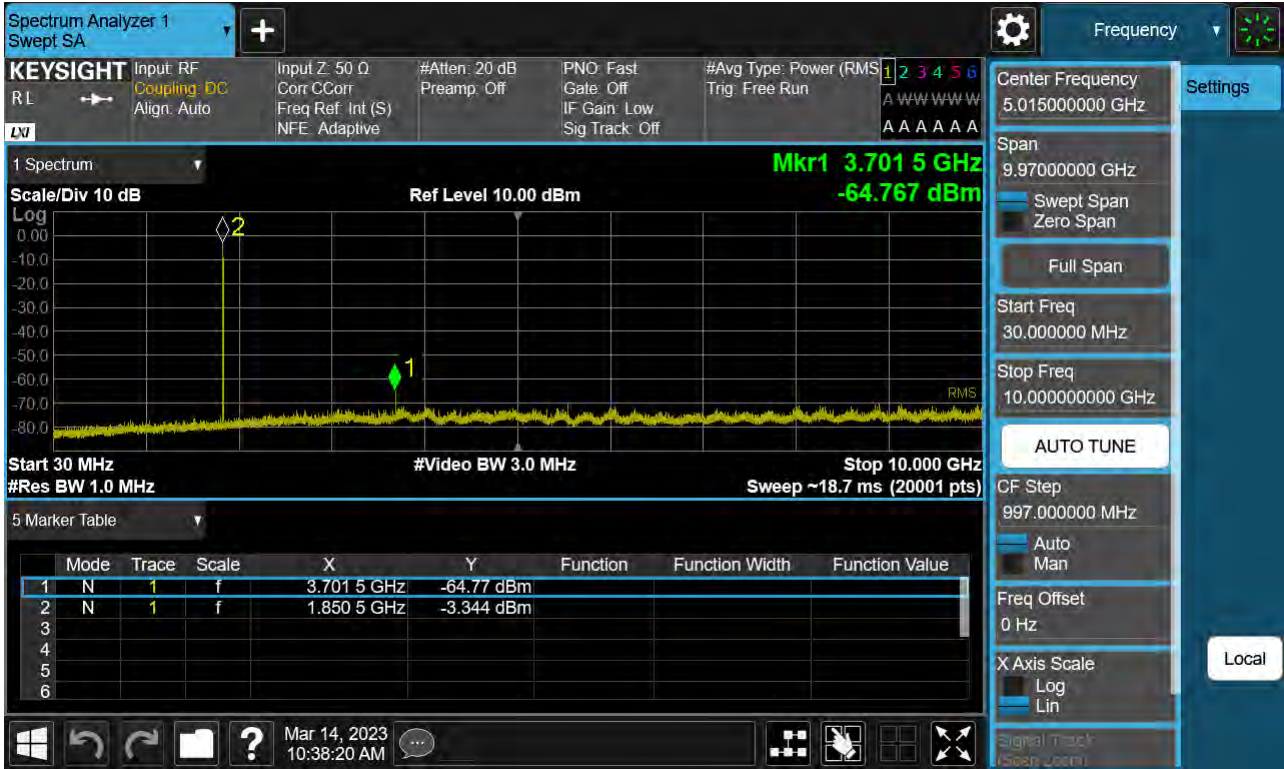 Spectrum Analyzer 1
Swept SA
Frequency
KEYSIGHT
RL
LXI
Input: RF
Coupling: DC
Align: Auto
Input Z: 50 Ω
Corr CCorr
Freq Ref: Int (S)
NFE: Adaptive
#Atten: 20 dB
Preamp: Off
PNO: Fast
Gate: Off
IF Gain: Low
Sig Track: Off
#Avg Type: Power (RMS
Trig: Free Run
1 2 3 4 5 6
A W W W W W
A A A A A A
1 Spectrum
Mkr1 3.701 5 GHz
Scale/Div 10 dB
Ref Level 10.00 dBm
-64.767 dBm
Log
0.00
-10.0
-20.0
-30.0
-40.0
-50.0
-60.0
-70.0
-80.0
2
1
RMS
Start 30 MHz
#Video BW 3.0 MHz
Stop 10.000 GHz
#Res BW 1.0 MHz
Sweep ~18.7 ms (20001 pts)
5 Marker Table
Mode Trace Scale X Y Function Function Width Function Value
1 N 1 f 3.701 5 GHz -64.77 dBm
2 N 1 f 1.850 5 GHz -3.344 dBm
3
4
5
6
Mar 14, 2023
10:38:20 AM
Center Frequency
5.015000000 GHz
Settings
Span
9.97000000 GHz
Swept Span
Zero Span
Full Span
Start Freq
30.000000 MHz
Stop Freq
10.000000000 GHz
AUTO TUNE
CF Step
997.000000 MHz
Auto
Man
Freq Offset
0 Hz
X Axis Scale
Log
Lin
Local
Signal Track
(Span Zoom)